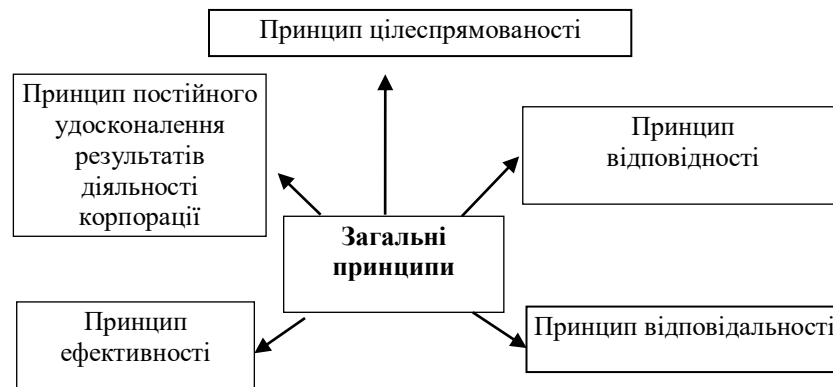 Принцип цілеспрямованості
Принцип постійного
удосконалення
результатів
діяльності
корпорації
Принцип
відповідності
Загальні
принципи
Принцип
ефективності
Принцип відповідальності